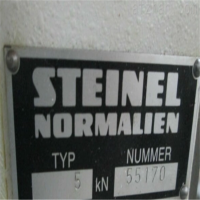 STEINEL
NORMALIEN
TYP NUMMER
5 kN 55170